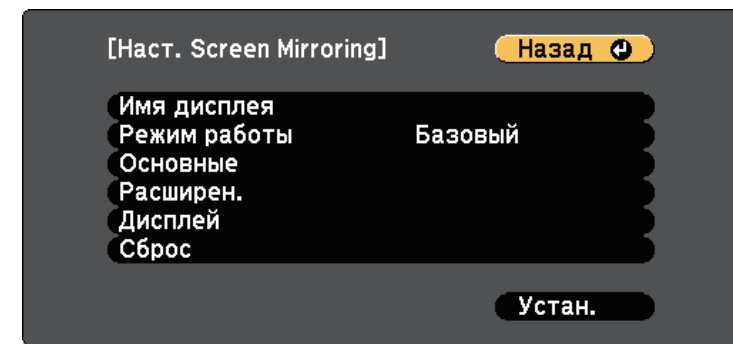 [Наст. Screen Mirroring] Назад
Имя дисплея
Режим работы Базовый
Основные
Расширен.
Дисплей
Сброс
Устан.